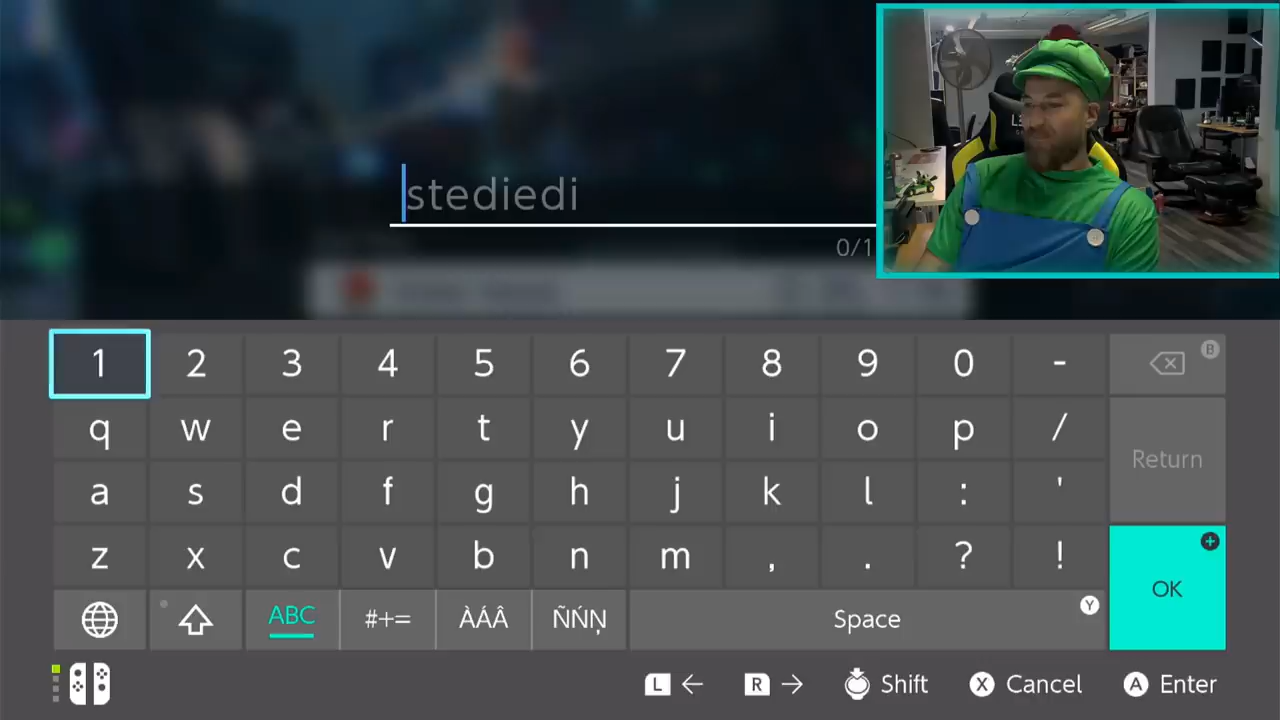 stediedi
0/1
1 2 3 4 5 6 7 8 9 0 - B
q w e r t y u i o p / Return
a s d f g h j k l : '
z x c v b n m , . ? ! OK +
ABC #+= ÀÁÂ ÑŃŅ Space Y
L ← R → Shift X Cancel A Enter